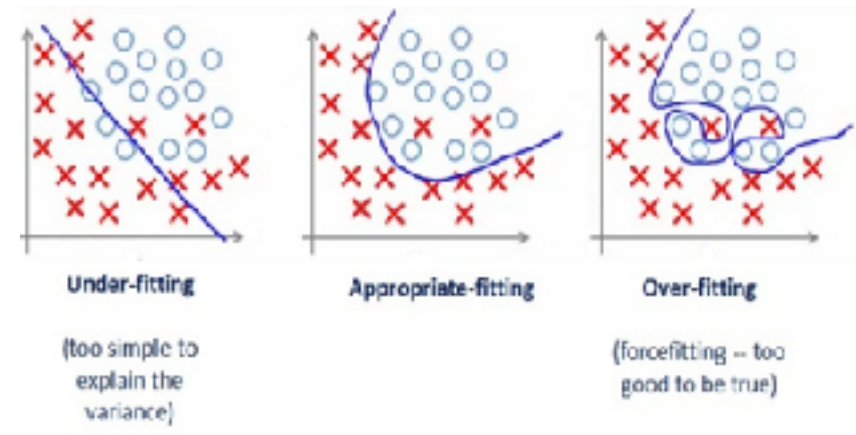 Under-fitting
Appropriate-fitting
Over-fitting
(too simple to
explain the
variance)
(forcefitting -- too
good to be true)